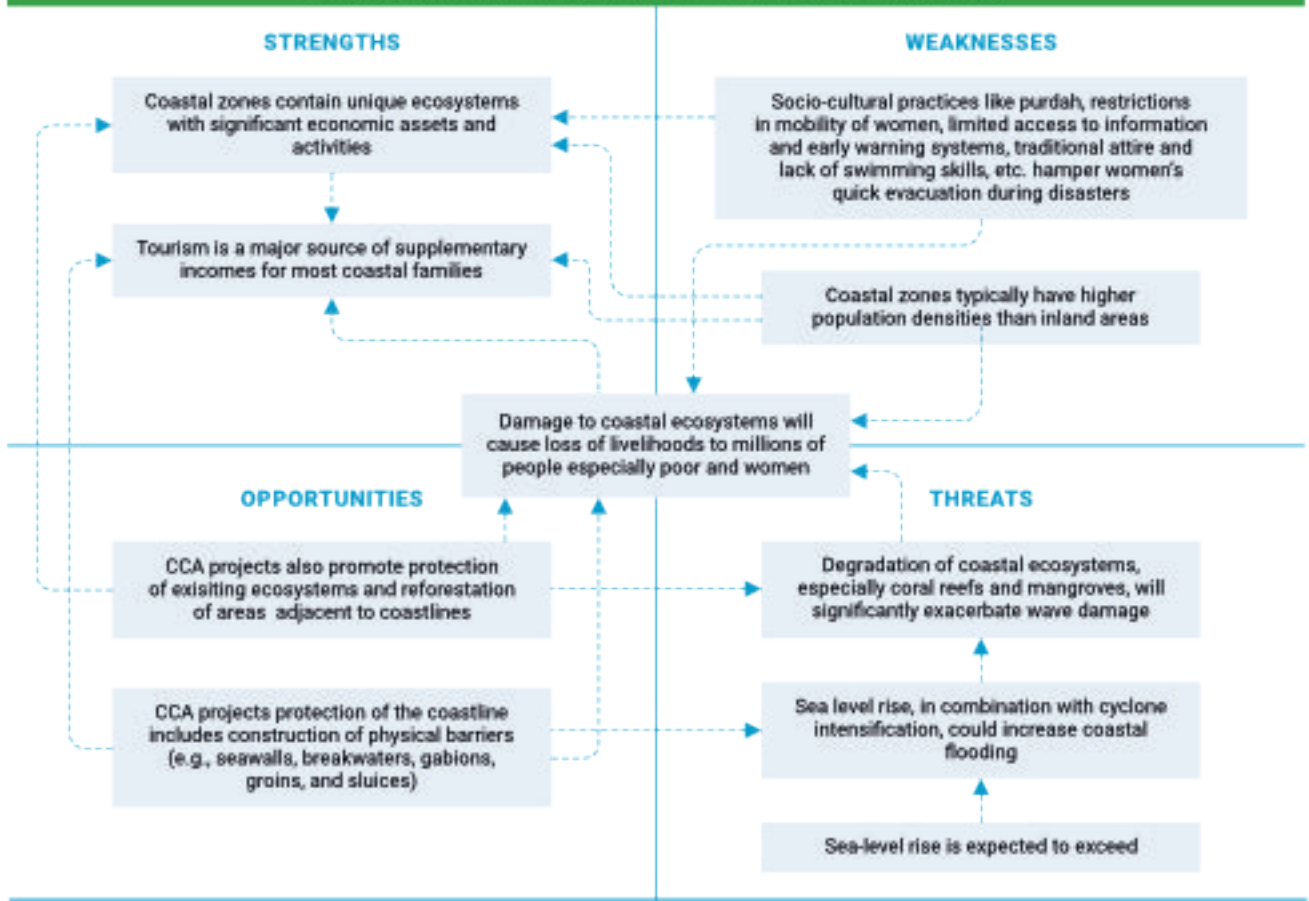 STRENGTHS
Coastal zones contain unique ecosystems
with significant economic assets and
activities
Tourism is a major source of supplementary
incomes for most coastal families
WEAKNESSES
Socio-cultural practices like purdah, restrictions
in mobility of women, limited access to information
and early warning systems, traditional attire and
lack of swimming skills, etc. hamper women's
quick evacuation during disasters
Coastal zones typically have higher
population densities than inland areas
Damage to coastal ecosystems will
cause loss of livelihoods to millions of
people especially poor and women
OPPORTUNITIES
CCA projects also promote protection
of exisiting ecosystems and reforestation
of areas adjacent to coastlines
CCA projects protection of the coastline
includes construction of physical barriers
(e.g., seawalls, breakwaters, gabions,
groins, and sluices)
THREATS
Degradation of coastal ecosystems,
especially coral reefs and mangroves, will
significantly exacerbate wave damage
Sea level rise, in combination with cyclone
intensification, could increase coastal
flooding
Sea-level rise is expected to exceed